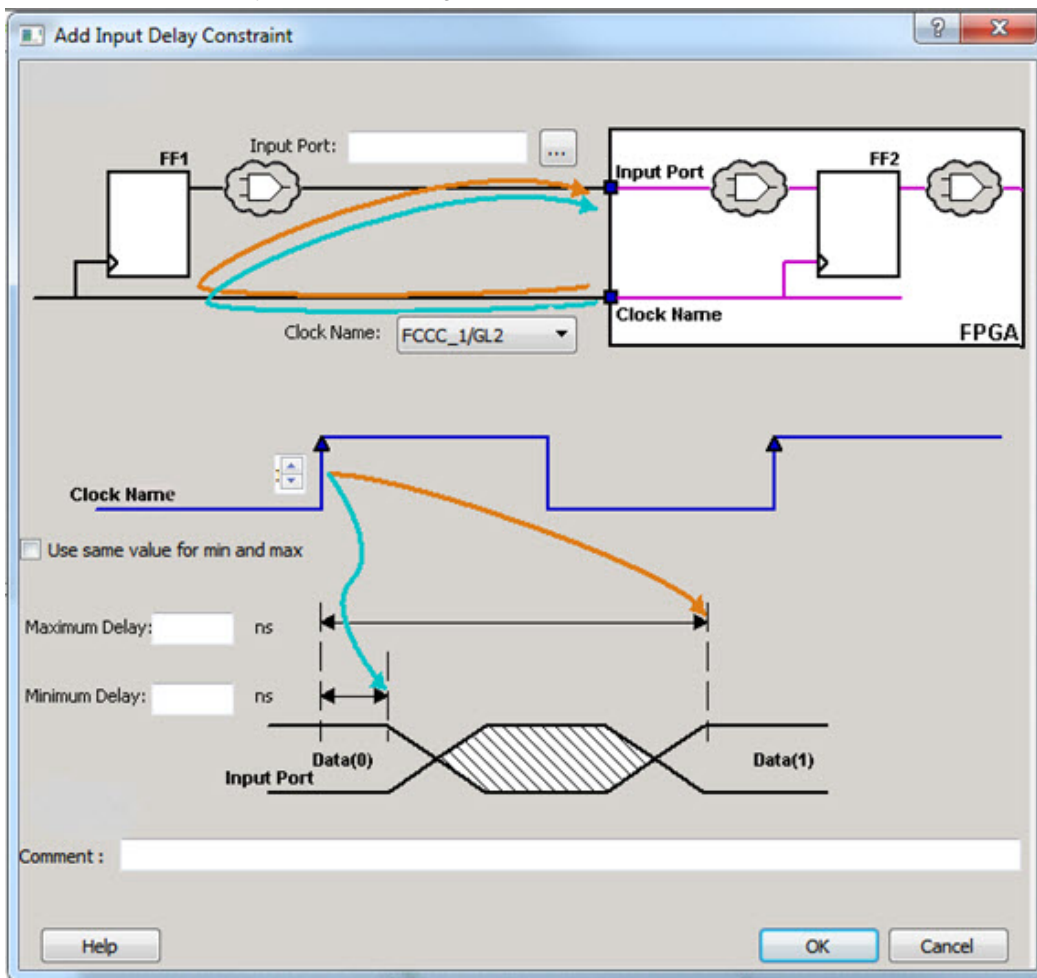 Add Input Delay Constraint
Input Port:
...
FF1
Input Port
FF2
Clock Name:
FCCC_1/GL2
Clock Name
FPGA
Clock Name
Use same value for min and max
Maximum Delay:
ns
Minimum Delay:
ns
Data(0)
Data(1)
Input Port
Comment :
Help
OK
Cancel